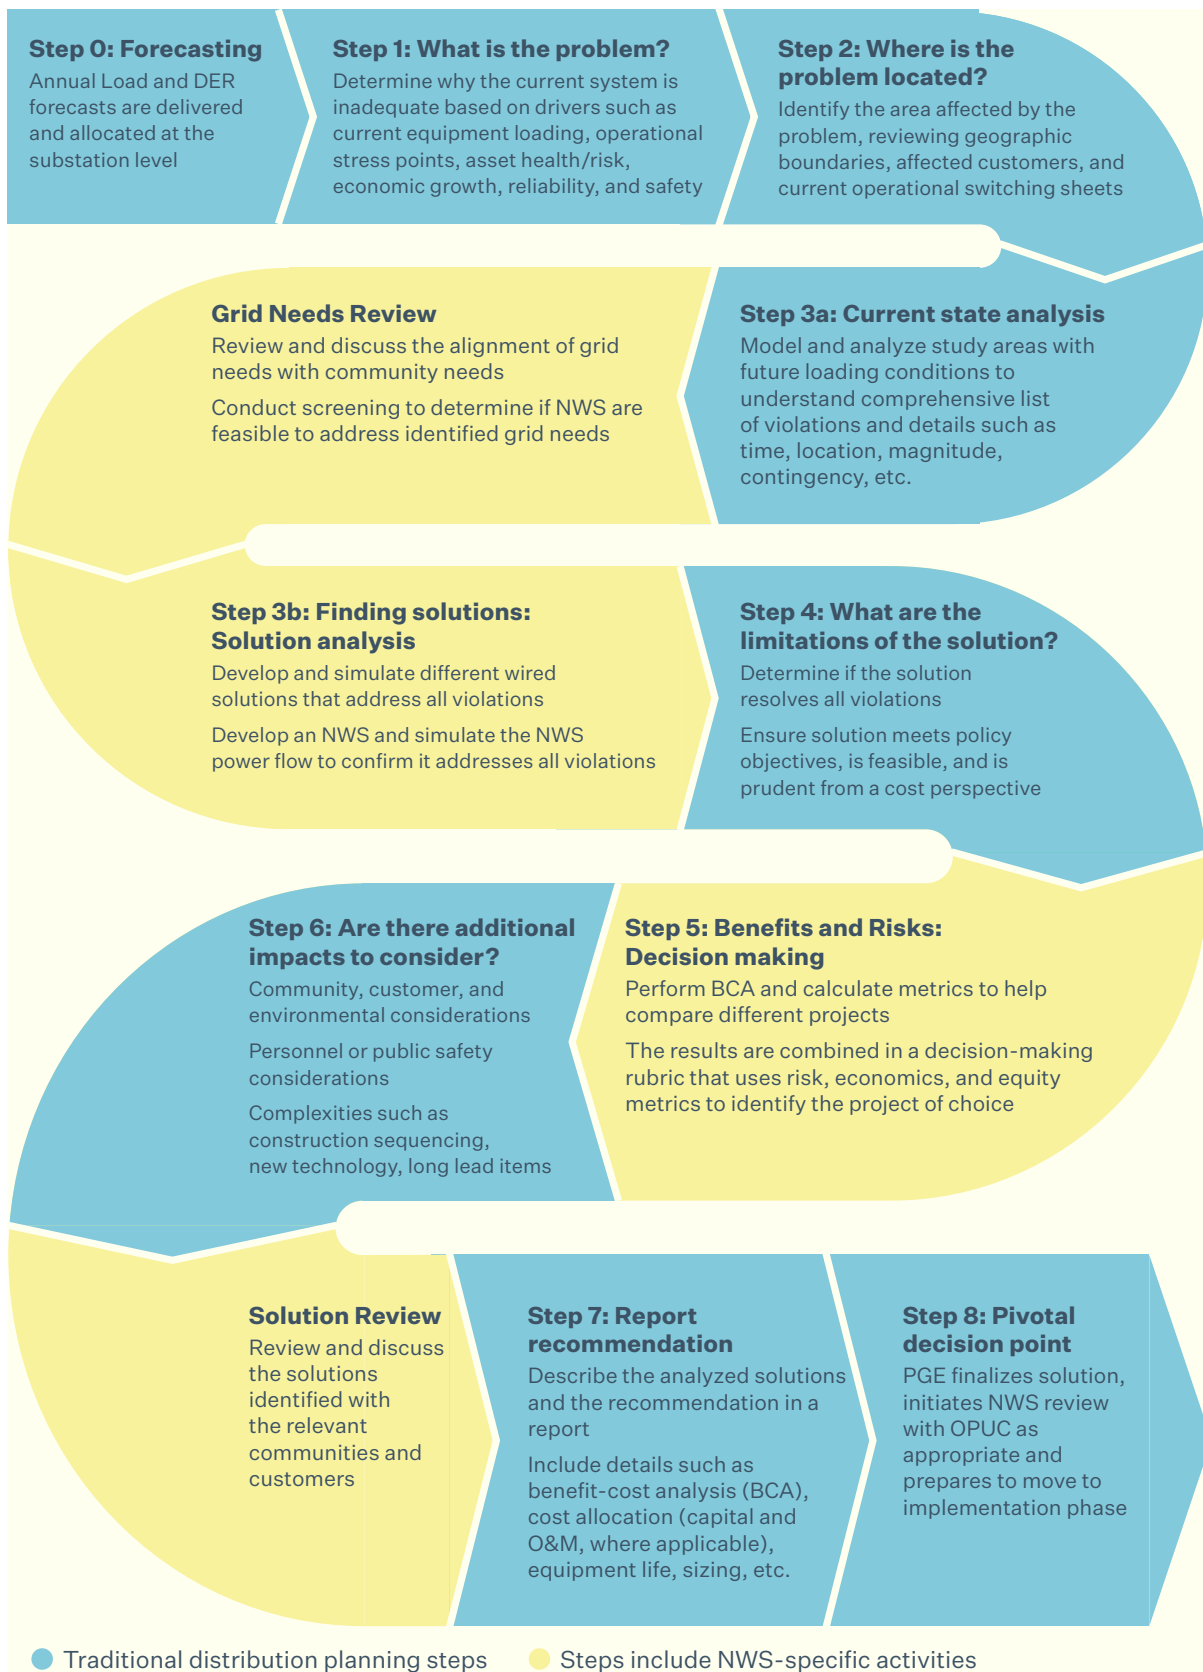 Step 0: Forecasting
Annual Load and DER
forecasts are delivered
and allocated at the
substation level
Step 1: What is the problem?
Determine why the current system is
inadequate based on drivers such as
current equipment loading, operational
stress points, asset health/risk,
economic growth, reliability, and safety
Step 2: Where is the
problem located?
Identify the area affected by the
problem, reviewing geographic
boundaries, affected customers, and
current operational switching sheets
Step 3a: Current state analysis
Model and analyze study areas with
future loading conditions to
understand comprehensive list
of violations and details such as
time, location, magnitude,
contingency, etc.
Grid Needs Review
Review and discuss the alignment of grid
needs with community needs
Conduct screening to determine if NWS are
feasible to address identified grid needs
Step 3b: Finding solutions:
Solution analysis
Develop and simulate different wired
solutions that address all violations
Develop an NWS and simulate the NWS
power flow to confirm it addresses all violations
Step 4: What are the
limitations of the solution?
Determine if the solution
resolves all violations
Ensure solution meets policy
objectives, is feasible, and is
prudent from a cost perspective
Step 5: Benefits and Risks:
Decision making
Perform BCA and calculate metrics to help
compare different projects
The results are combined in a decision-making
rubric that uses risk, economics, and equity
metrics to identify the project of choice
Step 6: Are there additional
impacts to consider?
Community, customer, and
environmental considerations
Personnel or public safety
considerations
Complexities such as
construction sequencing,
new technology, long lead items
Solution Review
Review and discuss
the solutions
identified with
the relevant
communities and
customers
Step 7: Report
recommendation
Describe the analyzed solutions
and the recommendation in a
report
Include details such as
benefit-cost analysis (BCA),
cost allocation (capital and
O&M, where applicable),
equipment life, sizing, etc.
Step 8: Pivotal
decision point
PGE finalizes solution,
initiates NWS review
with OPUC as
appropriate and
prepares to move to
implementation phase
Traditional distribution planning steps
Steps include NWS-specific activities